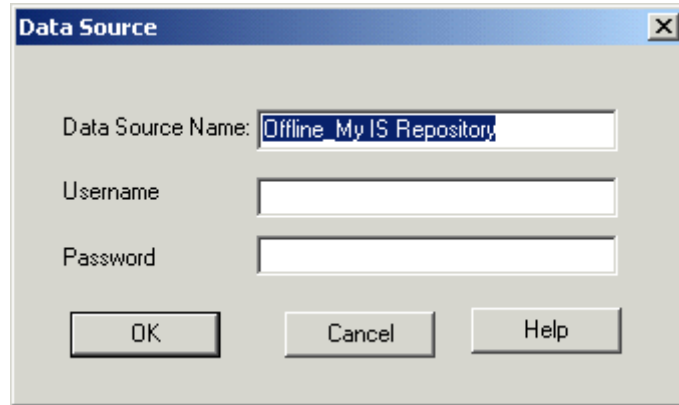 Data Source
Data Source Name: Offline_My IS Repository
Username
Password
OK Cancel Help